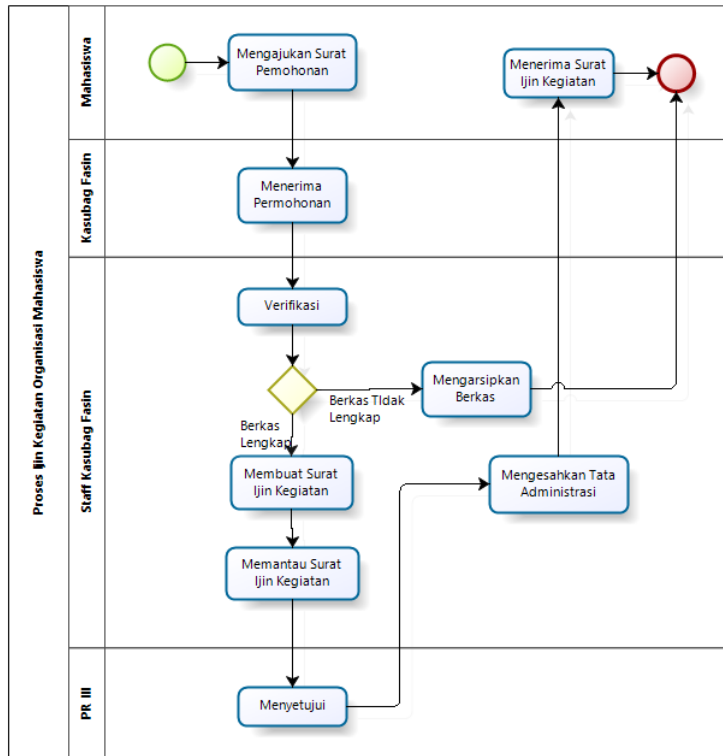 Proses Ijin Kegiatan Organisasi Mahasiswa
Mahasiswa
Mengajukan Surat
Pemohonan
Menerima Surat
Ijin Kegiatan
Kasubag Fasin
Menerima
Permohonan
Staff Kasubag Fasin
Verifikasi
Berkas TIdak
Lengkap
Mengarsipkan
Berkas
Berkas
Lengkap
Membuat Surat
Ijin Kegiatan
Mengesahkan Tata
Administrasi
Memantau Surat
Ijin Kegiatan
PR III
Menyetujui